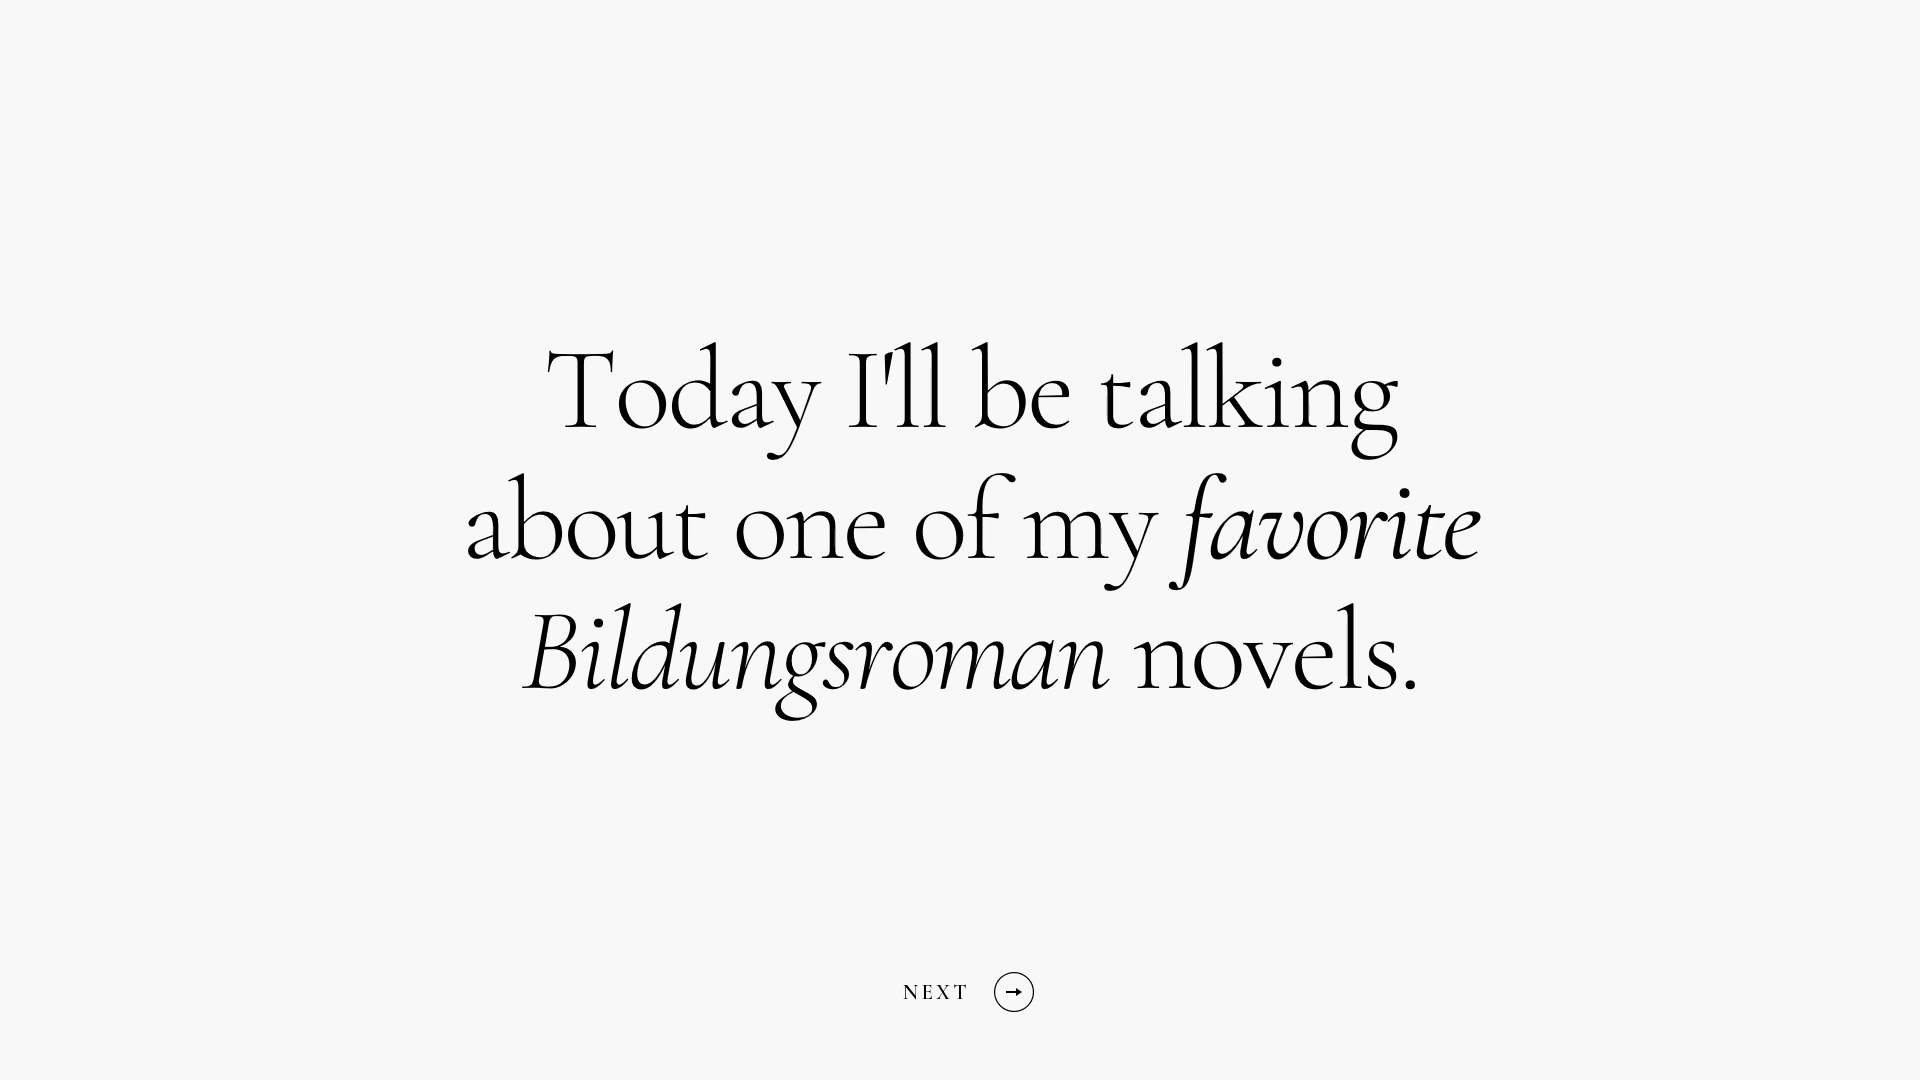 Today I'll be talking
about one of my favorite
Bildungsroman novels.
NEXT